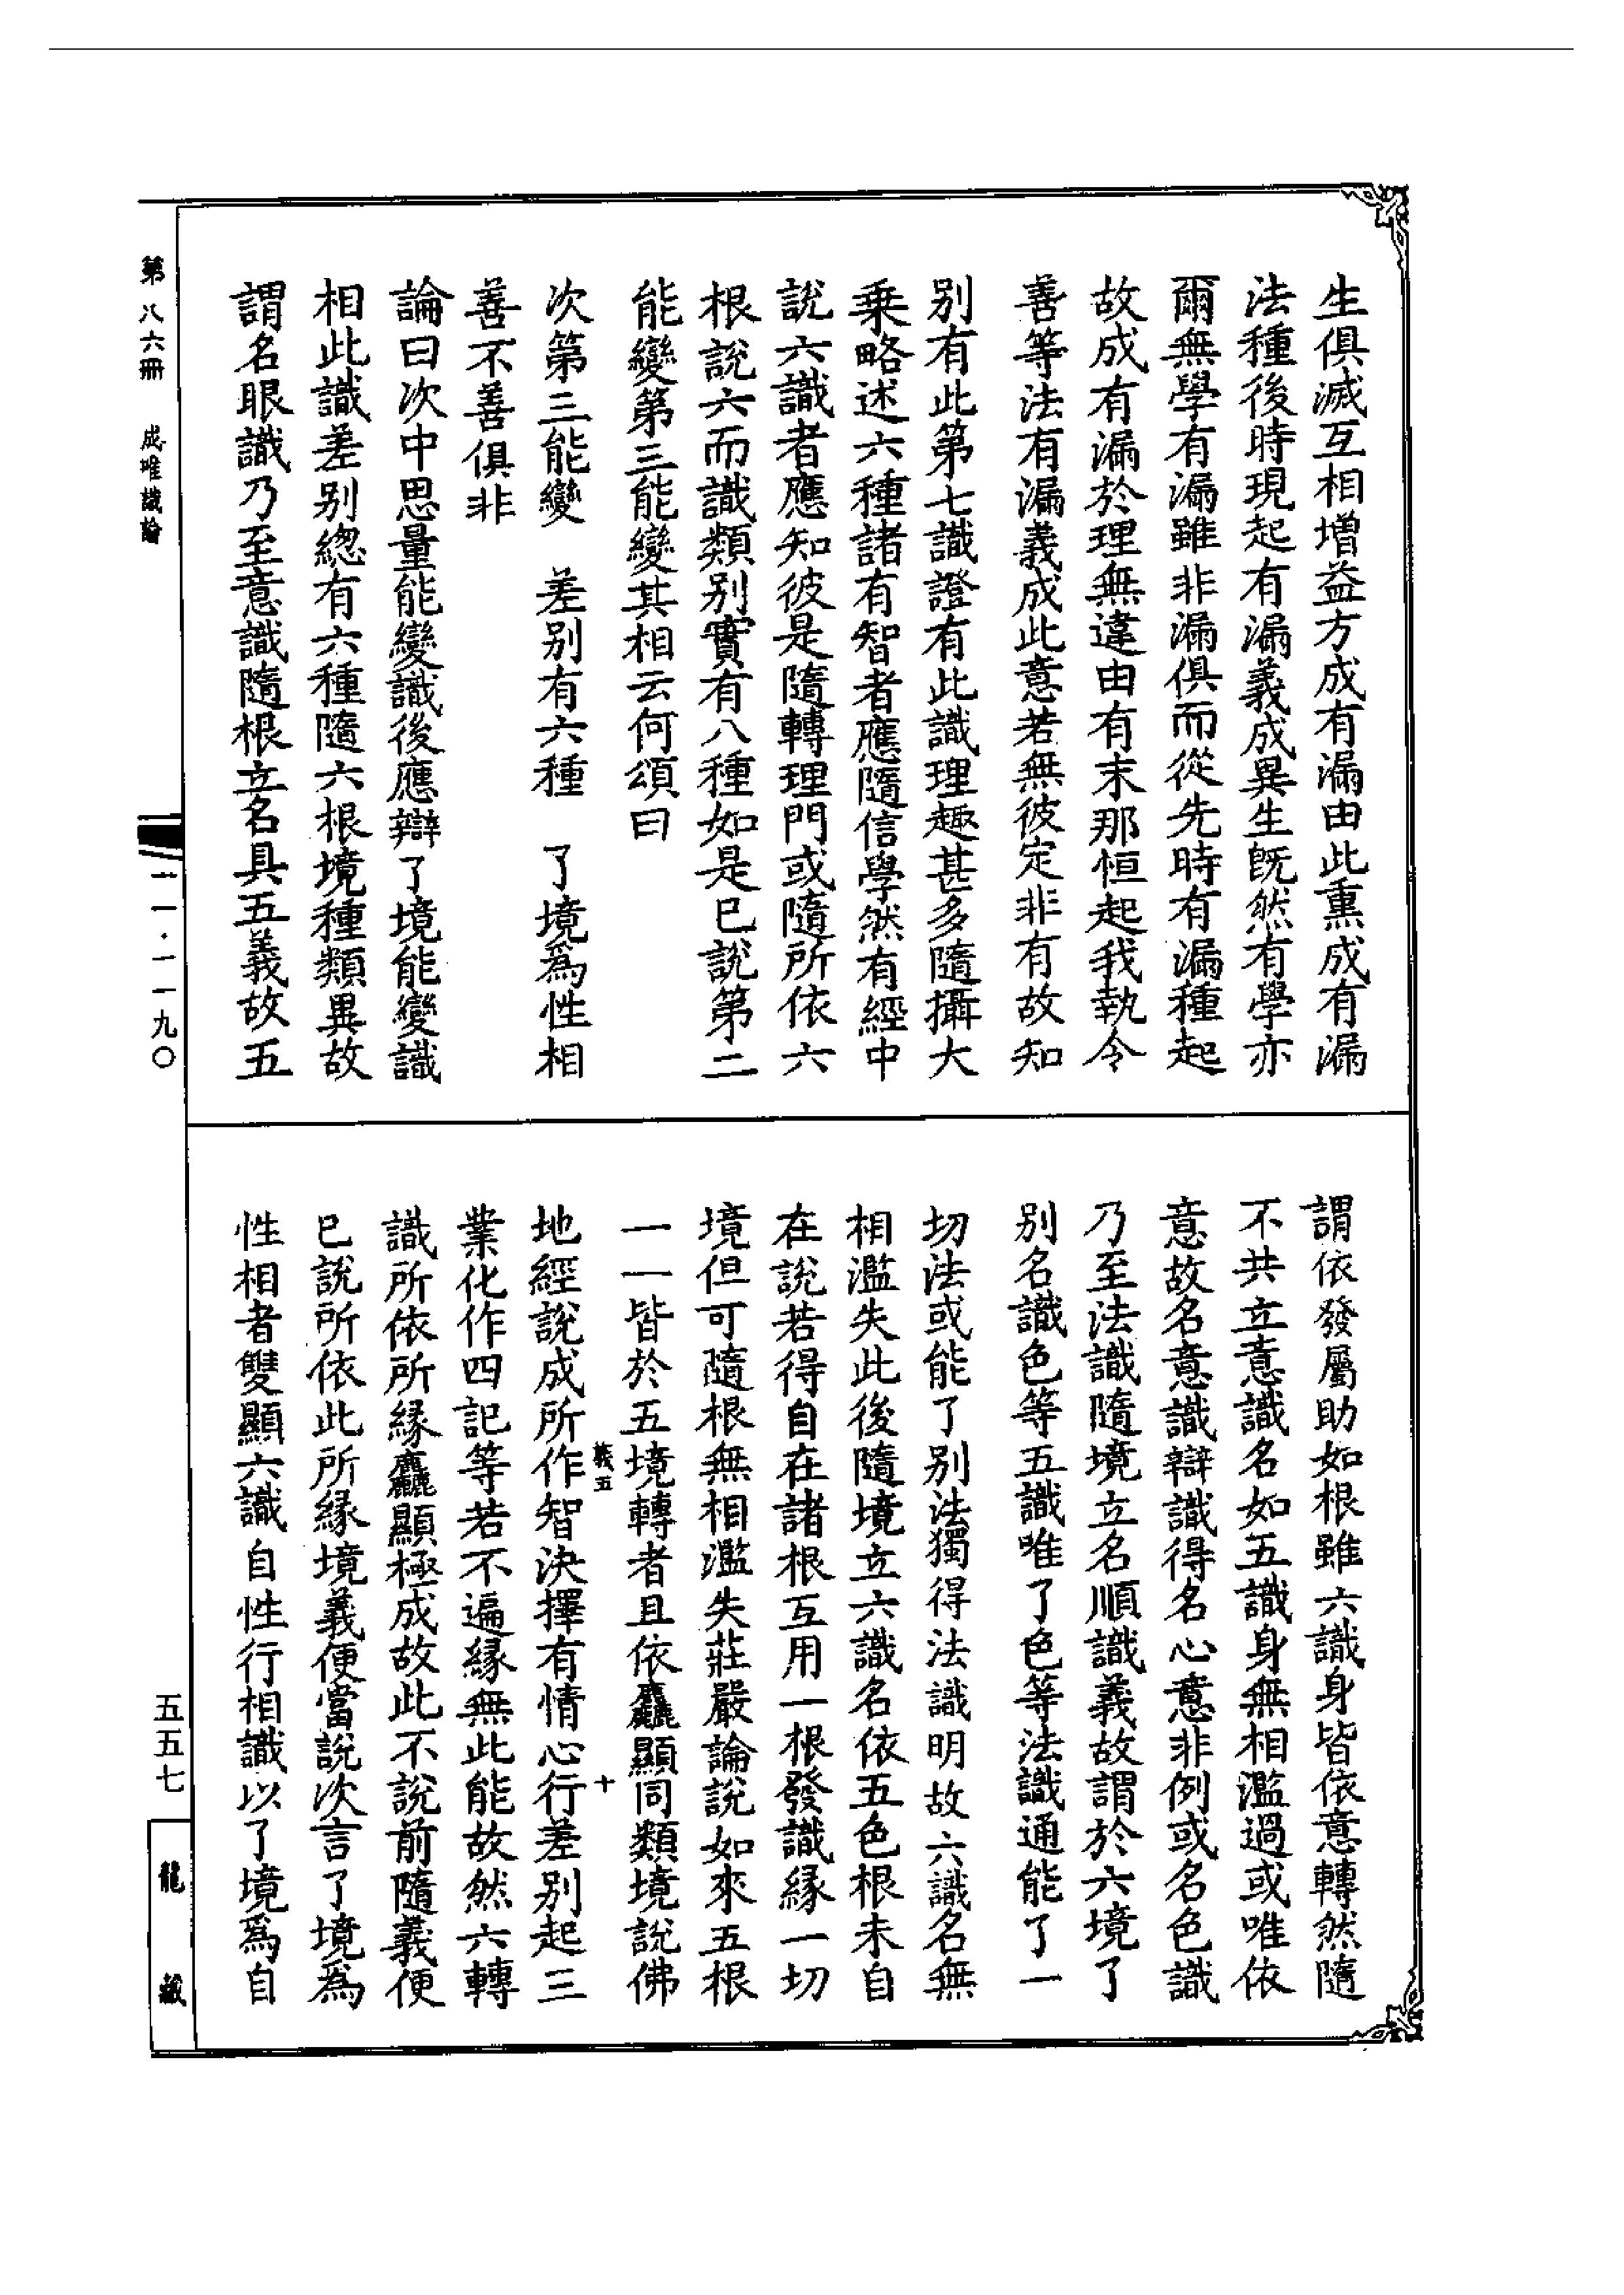 生俱滅互相增益方成有漏由此熏成有漏
法種後時現起有漏義成異生既然有學亦
爾無學有漏雖非漏俱而從先時有漏種起
故成有漏於理無違由有末那恒起我執令
善等法有漏義成此意若無彼定非有故知
別有此第七識證有此識理趣甚多隨攝大
乘略述六種諸有智者應隨信學然有經中
說六識者應知彼是隨轉理門或隨所依六
根說六而識類別實有八種如是已說第二
能變第三能變其相云何頌曰
次第三能變　差別有六種　了境爲性相
善不善俱非
論曰次中思量能變識後應辯了境能變識
相此識差別總有六種隨六根境種類異故
謂名眼識乃至意識隨根立名具五義故五
謂依發屬助如根雖六識身皆依意轉然隨
不共立意識名如五識身無相濫過或唯依
意故名意識辯識得名心意非例或名色識
乃至法識隨境立名順識義故謂於六境了
別名識色等五識唯了色等法識通能了一
切法或能了別法獨得法識明故六識名無
相濫失此後隨境立六識名依五色根未自
在說若得自在諸根互用一根發識緣一切
境但可隨根無相濫失莊嚴論說如來五根
一一皆於五境轉者且依麤顯同類境說佛
義五　十
地經說成所作智決擇有情心行差別起三
業化作四記等若不遍緣無此能故然六轉
識所依所緣麤顯極成故此不說前隨義便
已說所依此所緣境義便當說次言了境爲
性相者雙顯六識自性行相識以了境爲自
第八六冊　成唯識論
一一·一一九〇
五五七
龍藏